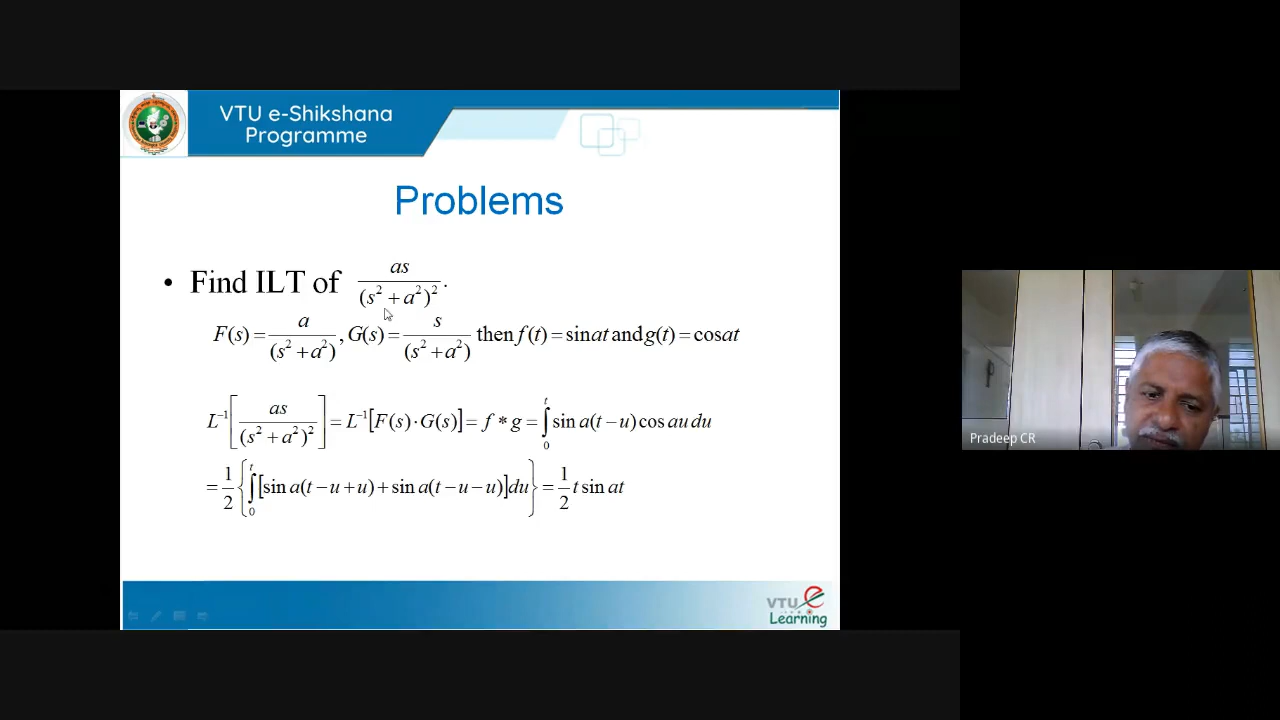 VTU e-Shikshana
Programme
Problems
• Find ILT of as/(s² + a²)².
F(s) = a/(s² + a²), G(s) = s/(s² + a²) then f(t) = sin at and g(t) = cos at
L⁻¹[as/(s² + a²)²] = L⁻¹[F(s)·G(s)] = f * g = ∫₀ᵗ sin a(t − u) cos au du
= 1/2 {∫₀ᵗ [sin a(t − u + u) + sin a(t − u − u)] du} = 1/2 t sin at
Pradeep CR
VTU e
Learning